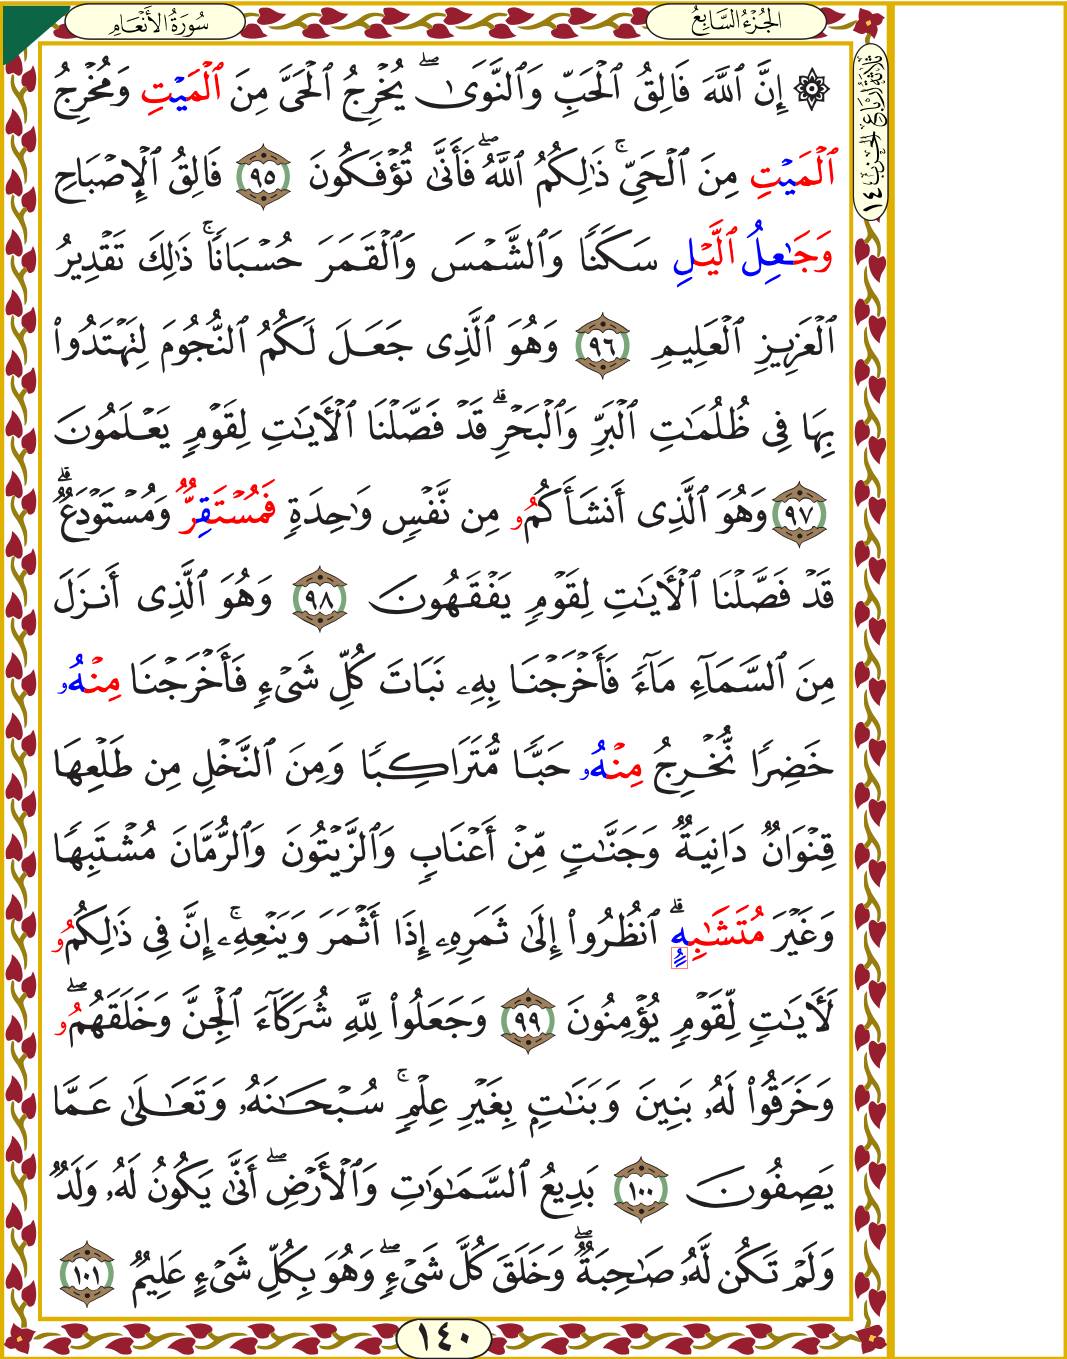 الجُزْءُ السَّابِعُ
سُورَةُ الأَنْعَامِ
ثَلَاثَةُ أَرْبَاعِ الحِزْبِ ١٤
۞ إِنَّ ٱللَّهَ فَالِقُ ٱلْحَبِّ وَٱلنَّوَىٰۖ يُخْرِجُ ٱلْحَيَّ مِنَ ٱلْمَيْتِ وَمُخْرِجُ
ٱلْمَيْتِ مِنَ ٱلْحَيِّۚ ذَٰلِكُمُ ٱللَّهُۖ فَأَنَّىٰ تُؤْفَكُونَ ٩٥ فَالِقُ ٱلْإِصْبَاحِ
وَجَٰعِلُ ٱلَّيْلِ سَكَنًا وَٱلشَّمْسَ وَٱلْقَمَرَ حُسْبَانًاۚ ذَٰلِكَ تَقْدِيرُ
ٱلْعَزِيزِ ٱلْعَلِيمِ ٩٦ وَهُوَ ٱلَّذِى جَعَلَ لَكُمُ ٱلنُّجُومَ لِتَهْتَدُوا۟
بِهَا فِى ظُلُمَٰتِ ٱلْبَرِّ وَٱلْبَحْرِۗ قَدْ فَصَّلْنَا ٱلْأٓيَٰتِ لِقَوْمٍ يَعْلَمُونَ
٩٧ وَهُوَ ٱلَّذِى أَنشَأَكُمُۥ مِن نَّفْسٍ وَٰحِدَةٍ فَمُسْتَقِرٌّ وَمُسْتَوْدَعٌۗ
قَدْ فَصَّلْنَا ٱلْأٓيَٰتِ لِقَوْمٍ يَفْقَهُونَ ٩٨ وَهُوَ ٱلَّذِى أَنزَلَ
مِنَ ٱلسَّمَآءِ مَآءً فَأَخْرَجْنَا بِهِۦ نَبَاتَ كُلِّ شَىْءٍ فَأَخْرَجْنَا مِنْهُۥ
خَضِرًا نُّخْرِجُ مِنْهُۥ حَبًّا مُّتَرَاكِبًا وَمِنَ ٱلنَّخْلِ مِن طَلْعِهَا
قِنْوَانٌ دَانِيَةٌ وَجَنَّٰتٍ مِّنْ أَعْنَابٍ وَٱلزَّيْتُونَ وَٱلرُّمَّانَ مُشْتَبِهًا
وَغَيْرَ مُتَشَٰبِهٍۗ ٱنظُرُوٓا۟ إِلَىٰ ثَمَرِهِۦٓ إِذَآ أَثْمَرَ وَيَنْعِهِۦٓۚ إِنَّ فِى ذَٰلِكُمُۥ
لَأٓيَٰتٍ لِّقَوْمٍ يُؤْمِنُونَ ٩٩ وَجَعَلُوا۟ لِلَّهِ شُرَكَآءَ ٱلْجِنَّ وَخَلَقَهُمُۥۖ
وَخَرَقُوا۟ لَهُۥ بَنِينَ وَبَنَٰتٍۭ بِغَيْرِ عِلْمٍۚ سُبْحَٰنَهُۥ وَتَعَٰلَىٰ عَمَّا
يَصِفُونَ ١٠٠ بَدِيعُ ٱلسَّمَٰوَٰتِ وَٱلْأَرْضِۖ أَنَّىٰ يَكُونُ لَهُۥ وَلَدٌ
وَلَمْ تَكُن لَّهُۥ صَٰحِبَةٌۖ وَخَلَقَ كُلَّ شَىْءٍۖ وَهُوَ بِكُلِّ شَىْءٍ عَلِيمٌ ١٠١
١٤٠